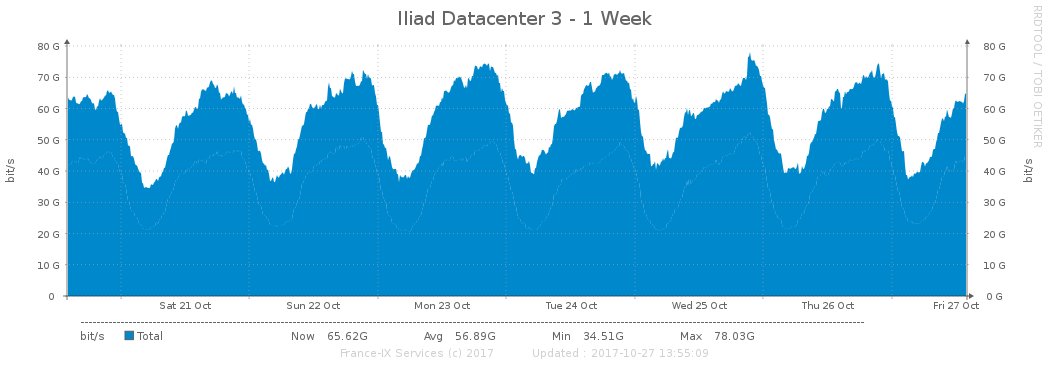 Iliad Datacenter 3 - 1 Week
RRDTOOL / TOBI OETIKER
80 G 80 G
70 G 70 G
60 G 60 G
50 G 50 G
40 G 40 G
30 G 30 G
20 G 20 G
10 G 10 G
0 0 G
bit/s bit/s
Sat 21 Oct Sun 22 Oct Mon 23 Oct Tue 24 Oct Wed 25 Oct Thu 26 Oct Fri 27 Oct
bit/s Total Now 65.62G Avg 56.89G Min 34.51G Max 78.03G
France-IX Services (c) 2017 Updated : 2017-10-27 13:55:09